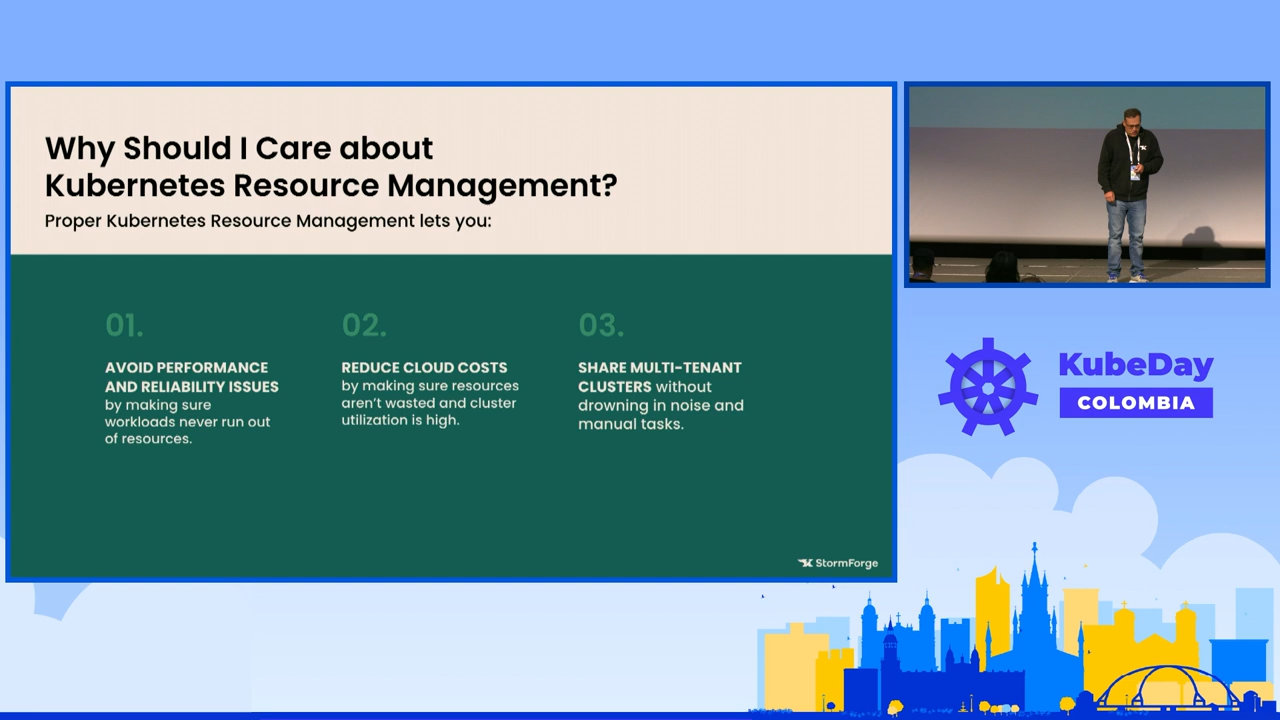 Why Should I Care about
Kubernetes Resource Management?
Proper Kubernetes Resource Management lets you:
01.
AVOID PERFORMANCE
AND RELIABILITY ISSUES
by making sure
workloads never run out
of resources.
02.
REDUCE CLOUD COSTS
by making sure resources
aren't wasted and cluster
utilization is high.
03.
SHARE MULTI-TENANT
CLUSTERS without
drowning in noise and
manual tasks.
StormForge
KubeDay
COLOMBIA